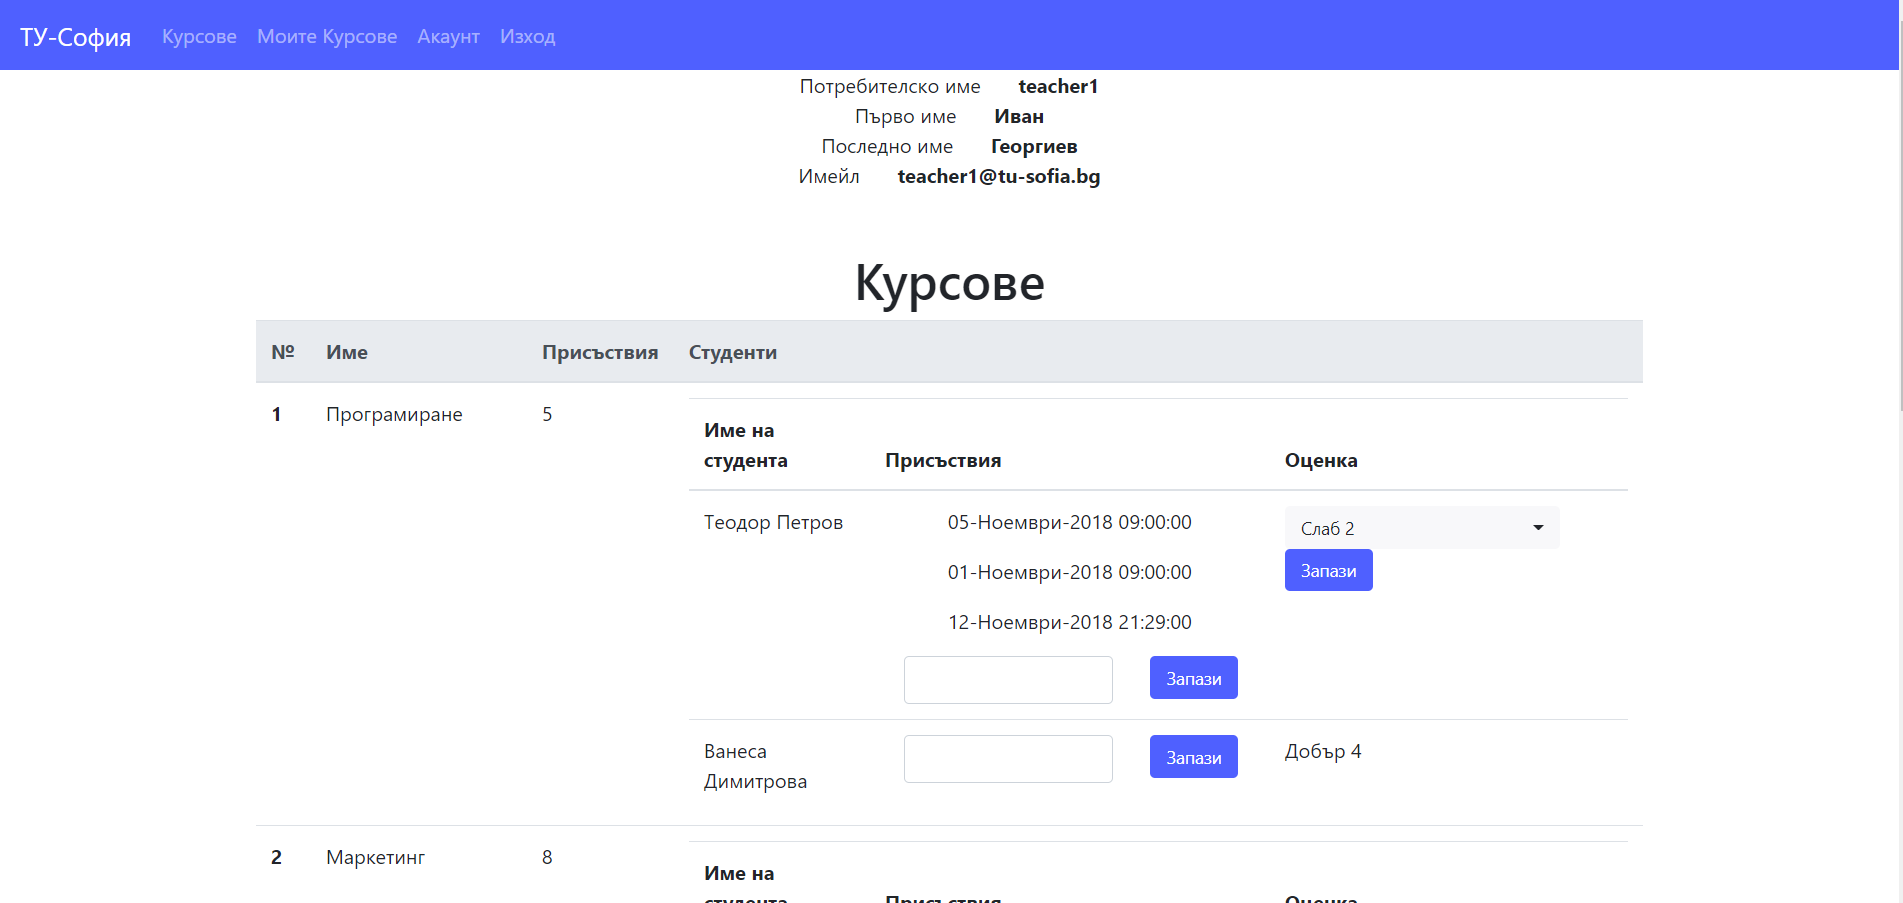 ТУ-София Курсове Моите Курсове Акаунт Изход
Потребителско име teacher1
Първо име Иван
Последно име Георгиев
Имейл teacher1@tu-sofia.bg
Курсове
№ Име Присъствия Студенти
1 Програмиране 5
Име на
студента Присъствия Оценка
Теодор Петров 05-Ноември-2018 09:00:00 Слаб 2
01-Ноември-2018 09:00:00 Запази
12-Ноември-2018 21:29:00
Запази
Ванеса Запази Добър 4
Димитрова
2 Маркетинг 8
Име на
студента Присъствия Оценка